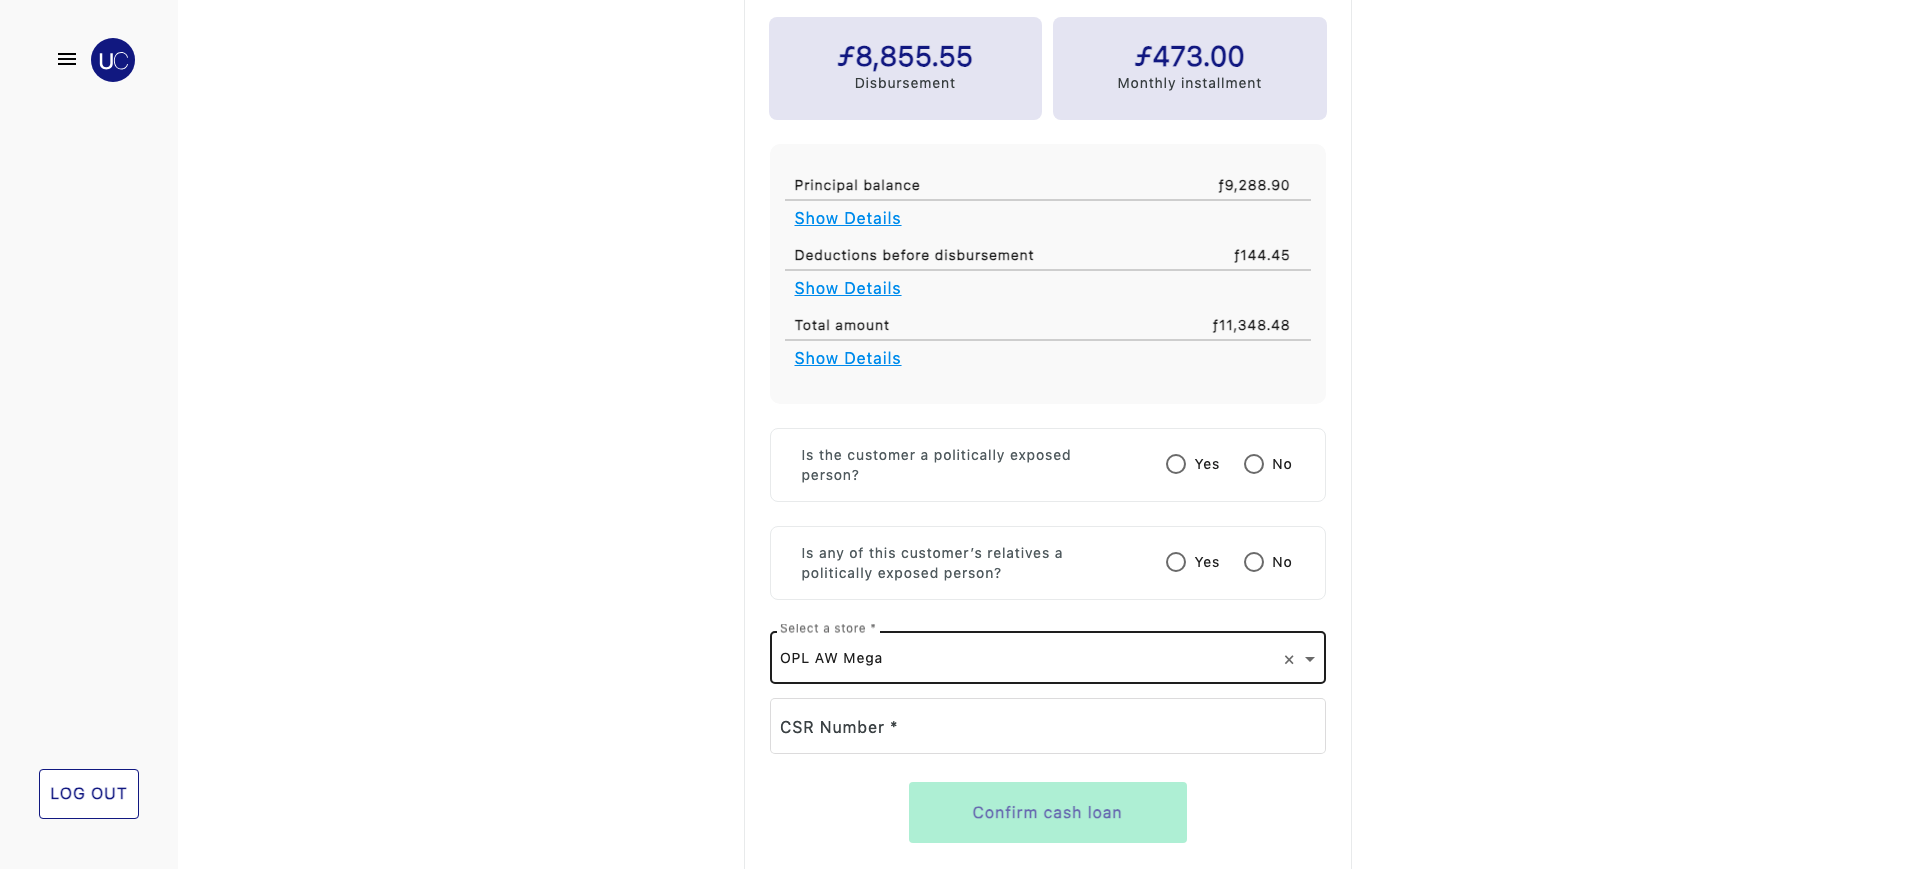 UC
ƒ8,855.55
Disbursement
ƒ473.00
Monthly installment
Principal balance ƒ9,288.90
Show Details
Deductions before disbursement ƒ144.45
Show Details
Total amount ƒ11,348.48
Show Details
Is the customer a politically exposed
person?
Yes No
Is any of this customer’s relatives a
politically exposed person?
Yes No
Select a store *
OPL AW Mega
CSR Number *
Confirm cash loan
LOG OUT